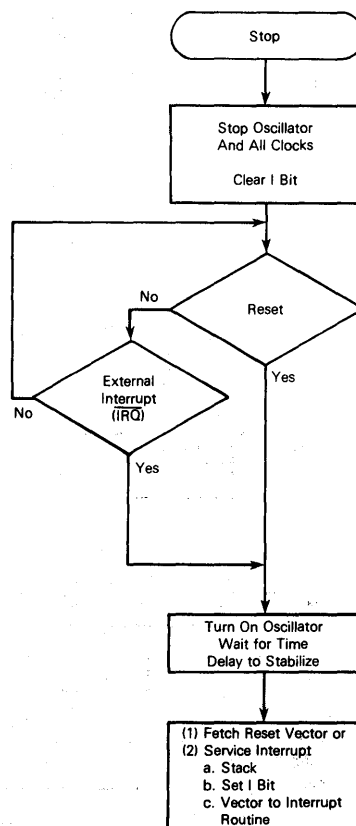 Stop
Stop Oscillator
And All Clocks
Clear I Bit
No
Reset
Yes
External
Interrupt
(IRQ)
No
Yes
Turn On Oscillator
Wait for Time
Delay to Stabilize
(1) Fetch Reset Vector or
(2) Service Interrupt
a. Stack
b. Set I Bit
c. Vector to Interrupt
Routine